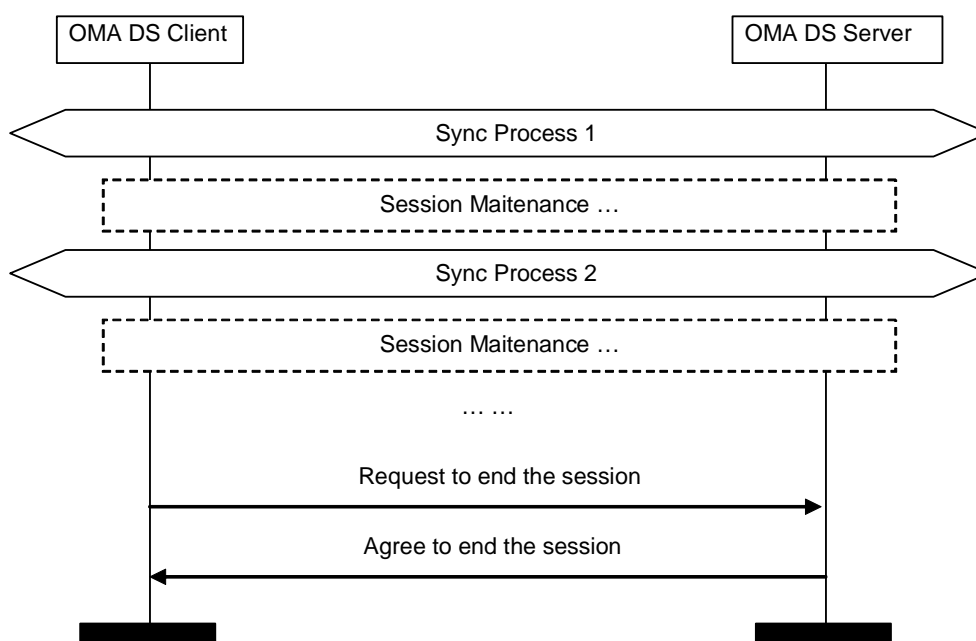 OMA DS Client
OMA DS Server
Sync Process 1
Session Maitenance …
Sync Process 2
Session Maitenance …
… …
Request to end the session
Agree to end the session